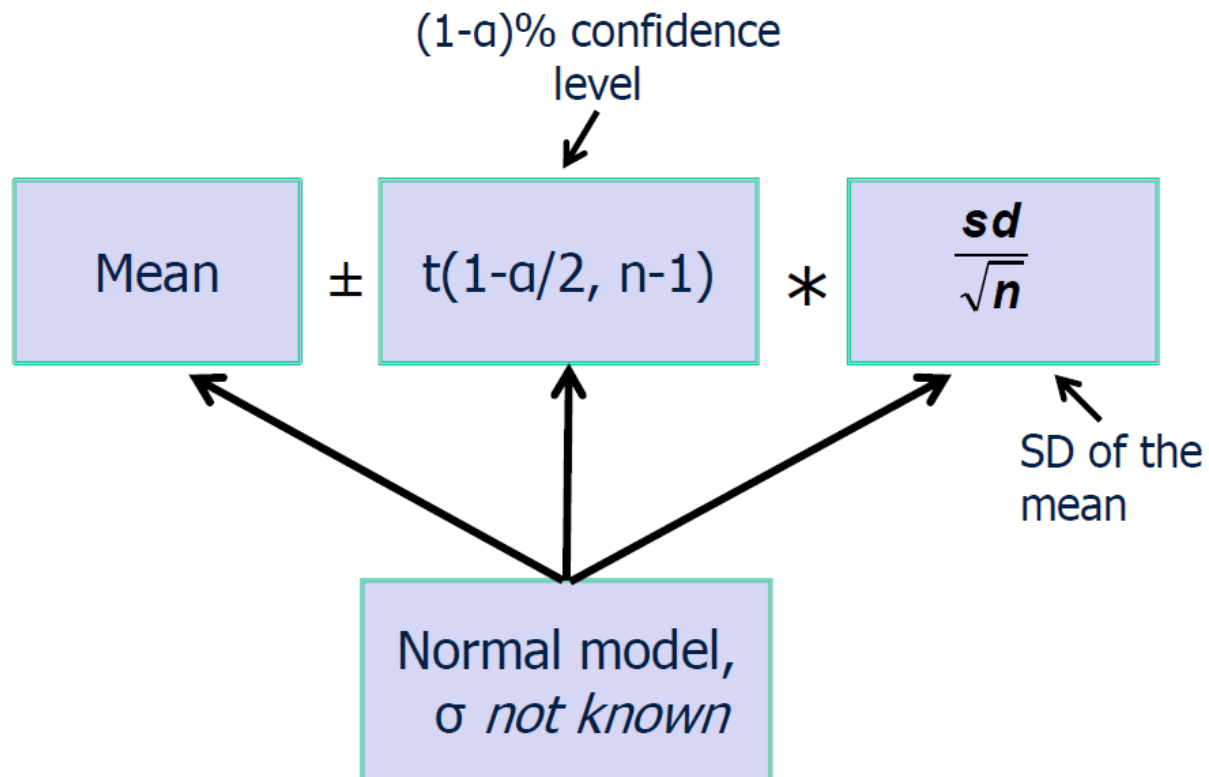 (1-α)% confidence
level
Mean ± t(1-α/2, n-1) * sd
√n
SD of the
mean
Normal model,
σ not known